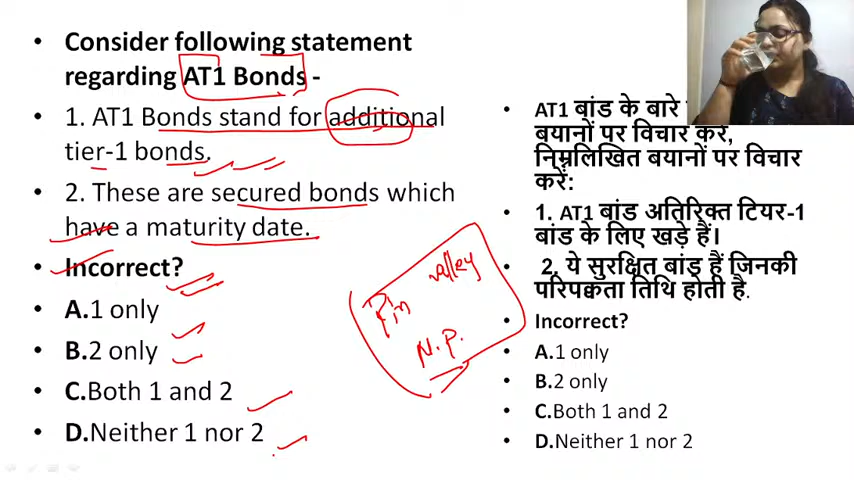 • Consider following statement
regarding AT1 Bonds -
• 1. AT1 Bonds stand for additional
tier-1 bonds.
• 2. These are secured bonds which
have a maturity date.
• Incorrect?
• A.1 only
• B.2 only
• C.Both 1 and 2
• D.Neither 1 nor 2
Pin valley
N.P.
• AT1 बांड के बारे
बयानों पर विचार करें,
निम्नलिखित बयानों पर विचार
करें:
• 1. AT1 बांड अतिरिक्त टियर-1
बांड के लिए खड़े हैं।
• 2. ये सुरक्षित बांड हैं जिनकी
परिपक्वता तिथि होती है.
• Incorrect?
• A.1 only
• B.2 only
• C.Both 1 and 2
• D.Neither 1 nor 2